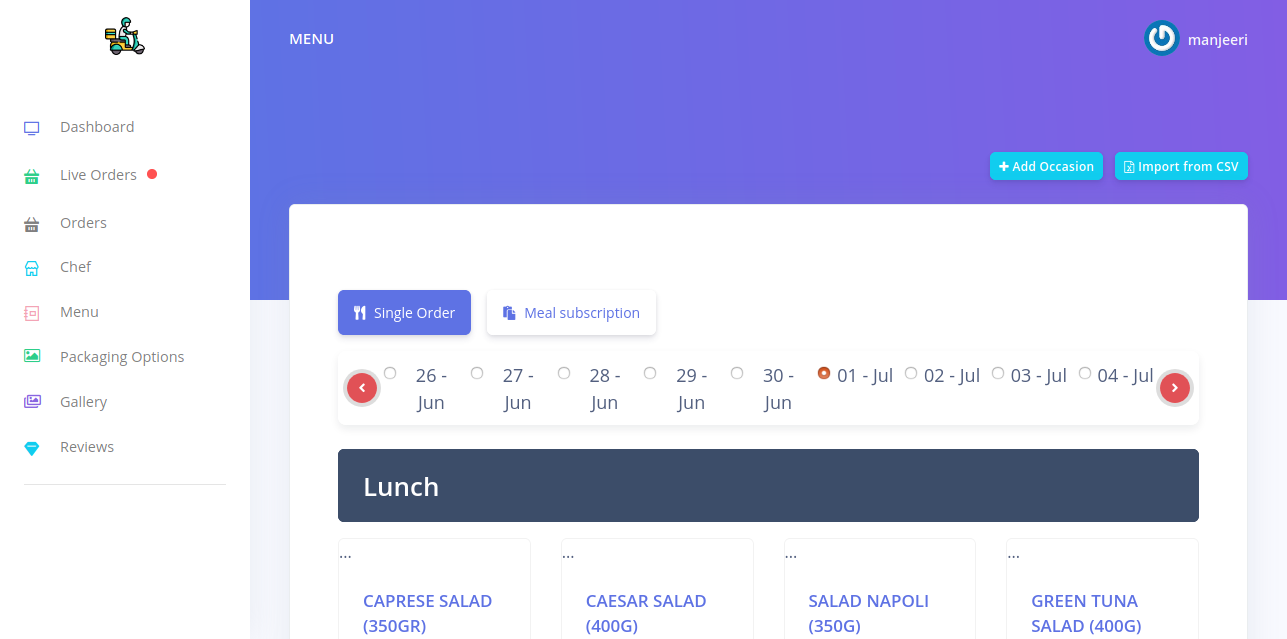 MENU
manjeeri
Dashboard
Live Orders
Orders
Chef
Menu
Packaging Options
Gallery
Reviews
Add Occasion
Import from CSV
Single Order
Meal subscription
26 -
Jun
27 -
Jun
28 -
Jun
29 -
Jun
30 -
Jun
01 - Jul
02 - Jul
03 - Jul
04 - Jul
Lunch
...
CAPRESE SALAD
(350GR)
...
CAESAR SALAD
(400G)
...
SALAD NAPOLI
(350G)
...
GREEN TUNA
SALAD (400G)